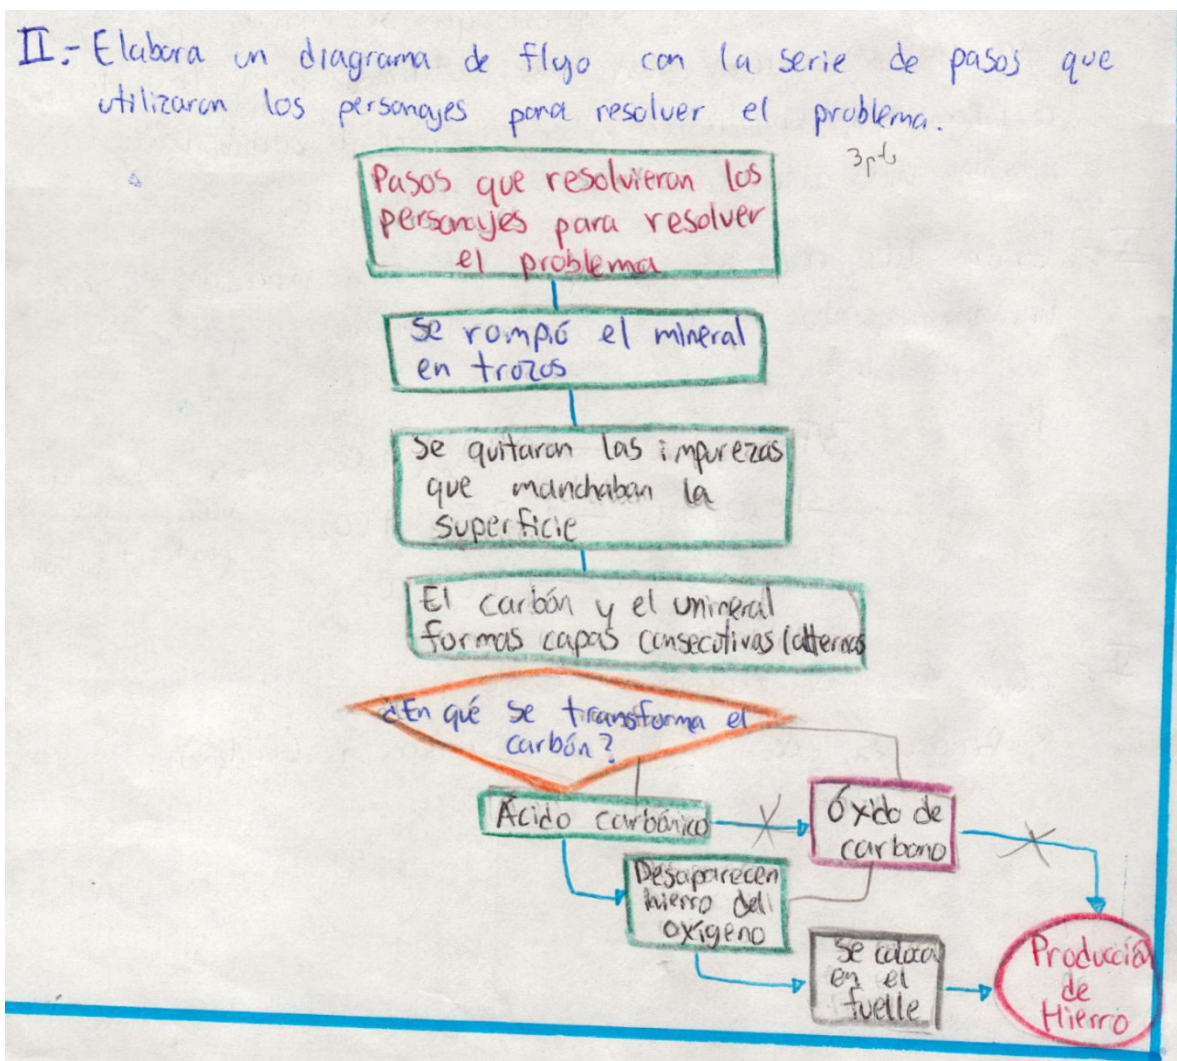 II.- Elabora un diagrama de flujo con la serie de pasos que
utilizaron los personajes para resolver el problema.
3pts
Pasos que resolvieron los
personajes para resolver
el problema
Se rompió el mineral
en trozos
Se quitaron las impurezas
que manchaban la
superficie
El carbón y el unineral
formas capas consecutivas (alternas
¿En qué se transforma el
carbón?
Ácido carbónico
Óxido de
carbono
Desaparecen
hierro del
oxígeno
Se coloca
en el
fuelle
Producción
de
Hierro